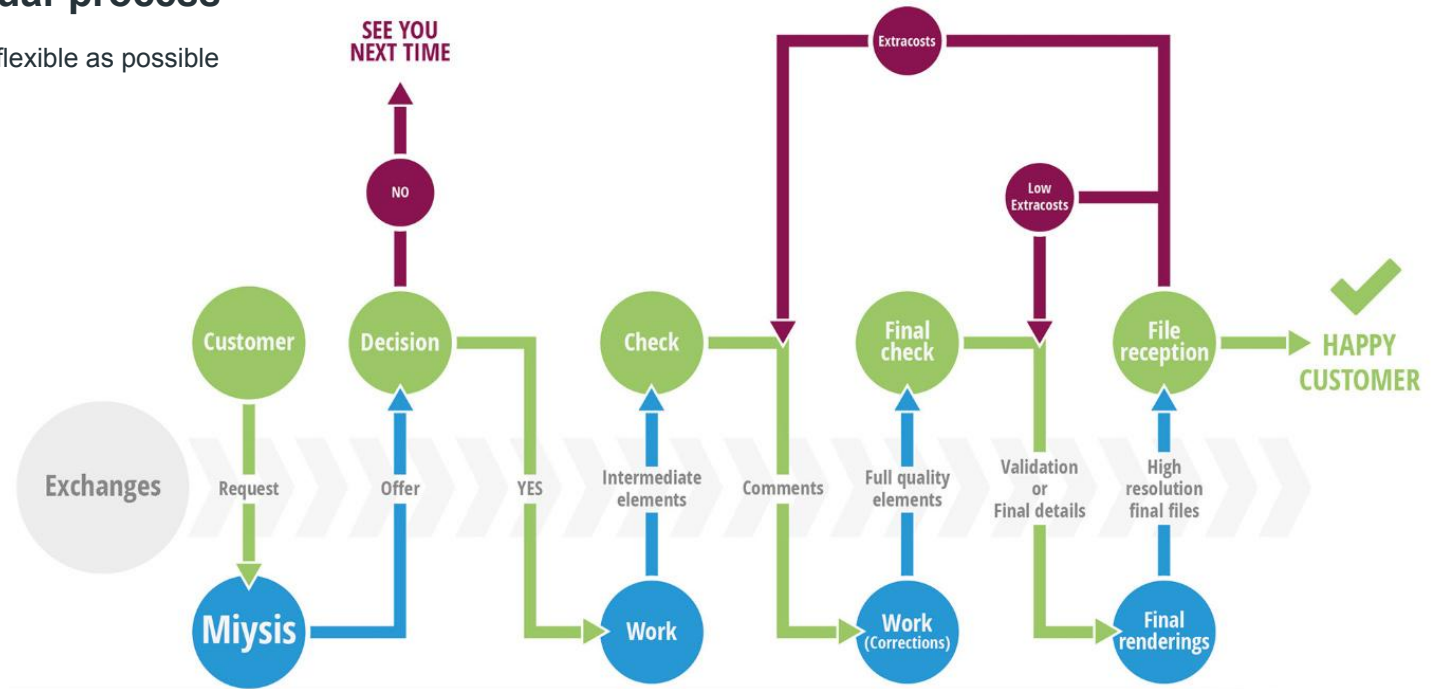 flexible as possible
SEE YOU
NEXT TIME
Extracosts
NO
Low
Extracosts
Customer
Decision
Check
Final
check
File
reception
HAPPY
CUSTOMER
Exchanges
Request
Offer
YES
Intermediate
elements
Comments
Full quality
elements
Validation
or
Final details
High
resolution
final files
Miysis
Work
Work
(Corrections)
Final
renderings